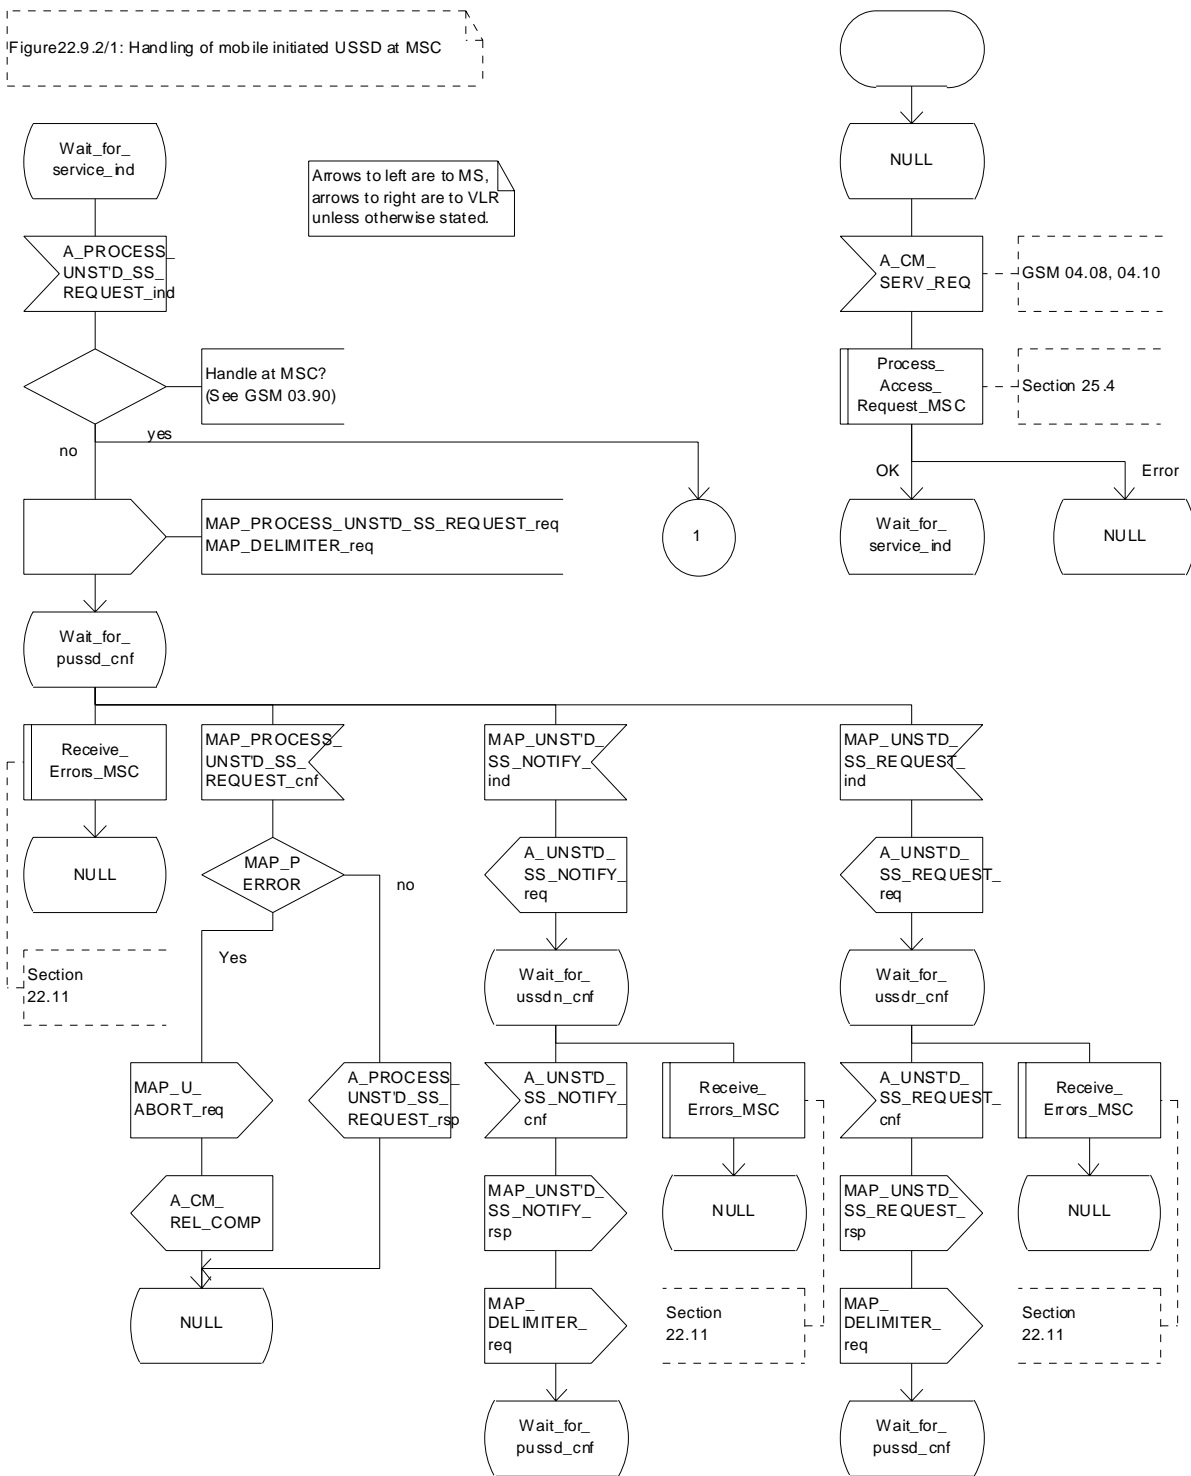 Figure22.9.2/1: Handling of mobile initiated USSD at MSC
Wait_for_
service_ind
Arrows to left are to MS,
arrows to right are to VLR
unless otherwise stated.
NULL
A_PROCESS_
UNST'D_SS_
REQUEST_ind
A_CM_
SERV_REQ
GSM 04.08, 04.10
Handle at MSC?
(See GSM 03.90)
Process_
Access_
Request_MSC
Section 25.4
yes
no
OK
Error
MAP_PROCESS_UNST'D_SS_REQUEST_req
MAP_DELIMITER_req
1
Wait_for_
service_ind
NULL
Wait_for_
pussd_cnf
Receive_
Errors_MSC
MAP_PROCESS_
UNST'D_SS_
REQUEST_cnf
MAP_UNST'D_
SS_NOTIFY_
ind
MAP_UNST'D_
SS_REQUEST_
ind
NULL
MAP_P
ERROR
no
A_UNST'D_
SS_NOTIFY_
req
A_UNST'D_
SS_REQUEST_
req
Yes
Section
22.11
Wait_for_
ussdn_cnf
Wait_for_
ussdr_cnf
MAP_U_
ABORT_req
A_PROCESS_
UNST'D_SS_
REQUEST_rsp
A_UNST'D_
SS_NOTIFY_
cnf
Receive_
Errors_MSC
A_UNST'D_
SS_REQUEST_
cnf
Receive_
Errors_MSC
A_CM_
REL_COMP
MAP_UNST'D_
SS_NOTIFY_
rsp
NULL
MAP_UNST'D_
SS_REQUEST_
rsp
NULL
NULL
MAP_
DELIMITER_
req
Section
22.11
MAP_
DELIMITER_
req
Section
22.11
Wait_for_
pussd_cnf
Wait_for_
pussd_cnf